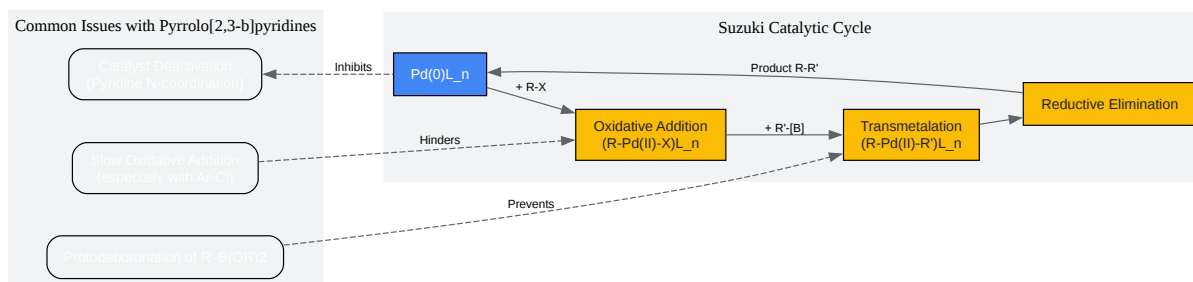 Common Issues with Pyrrolo[2,3-b]pyridines
Catalyst Deactivation
(Pyridine N-coordination)
Slow Oxidative Addition
(especially with Ar-Cl)
Protodeboronation of R'-B(OR)2
Inhibits
Hinders
Prevents
Suzuki Catalytic Cycle
Pd(0)L_n
+ R-X
Oxidative Addition
(R-Pd(II)-X)L_n
+ R'-[B]
Transmetalation
(R-Pd(II)-R')L_n
Reductive Elimination
Product R-R'